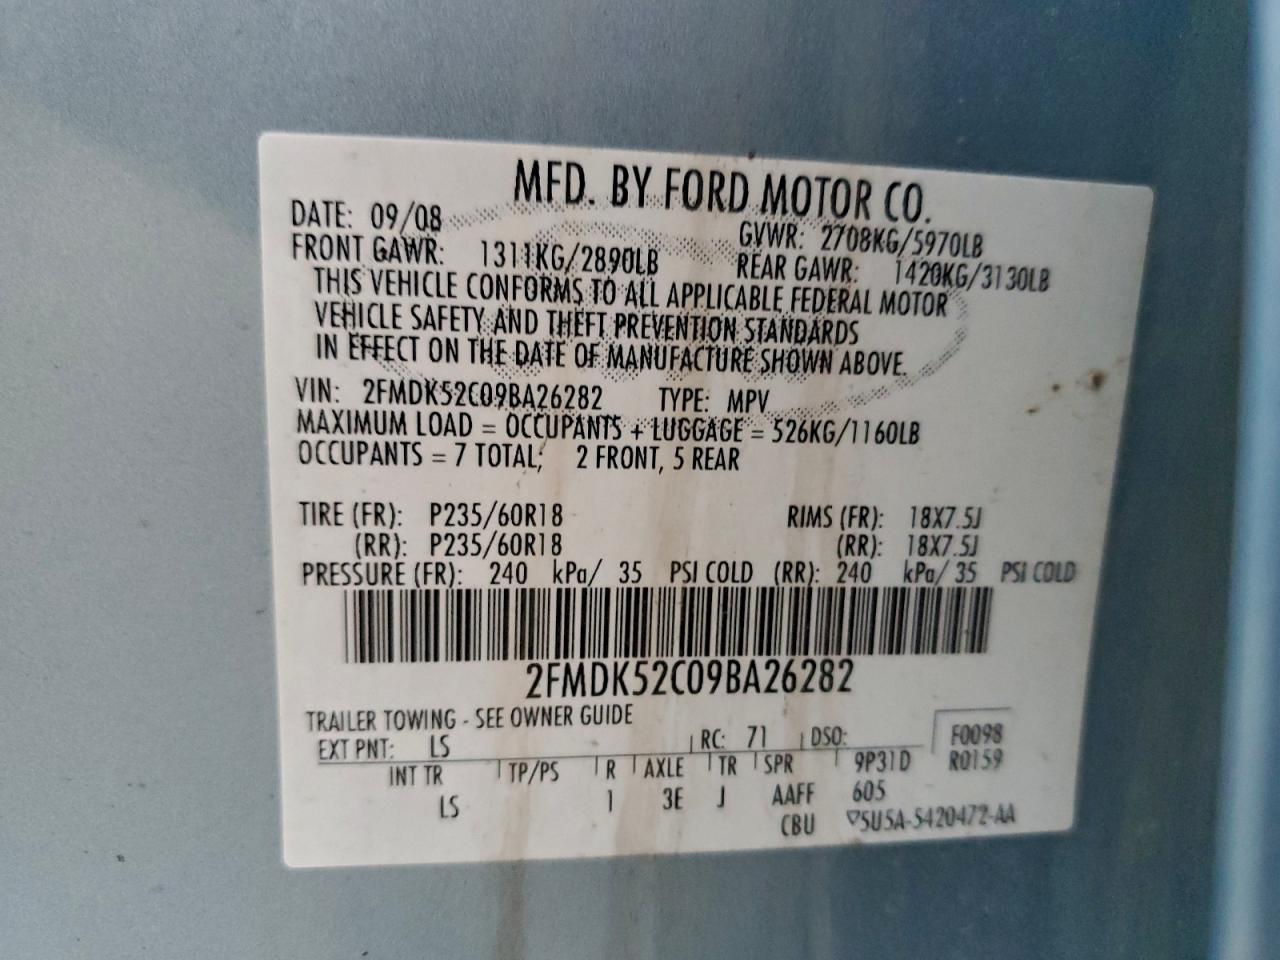 MFD. BY FORD MOTOR CO.
DATE: 09/08 GVWR: 2708KG/5970LB
FRONT GAWR: 1311KG/2890LB REAR GAWR: 1420KG/3130LB
THIS VEHICLE CONFORMS TO ALL APPLICABLE FEDERAL MOTOR
VEHICLE SAFETY AND THEFT PREVENTION STANDARDS
IN EFFECT ON THE DATE OF MANUFACTURE SHOWN ABOVE.
VIN: 2FMDK52C09BA26282 TYPE: MPV
MAXIMUM LOAD = OCCUPANTS + LUGGAGE = 526KG/1160LB
OCCUPANTS = 7 TOTAL; 2 FRONT, 5 REAR
TIRE (FR): P235/60R18 RIMS (FR): 18X7.5J
(RR): P235/60R18 (RR): 18X7.5J
PRESSURE (FR): 240 kPa/ 35 PSI COLD (RR): 240 kPa/ 35 PSI COLD
2FMDK52C09BA26282
TRAILER TOWING - SEE OWNER GUIDE
EXT PNT: LS RC: 71 DSO: F0098
INT TR TP/PS R AXLE TR SPR 9P31D R0159
LS 1 3E J AAFF 605
CBU ▽5U5A-5420472-AA